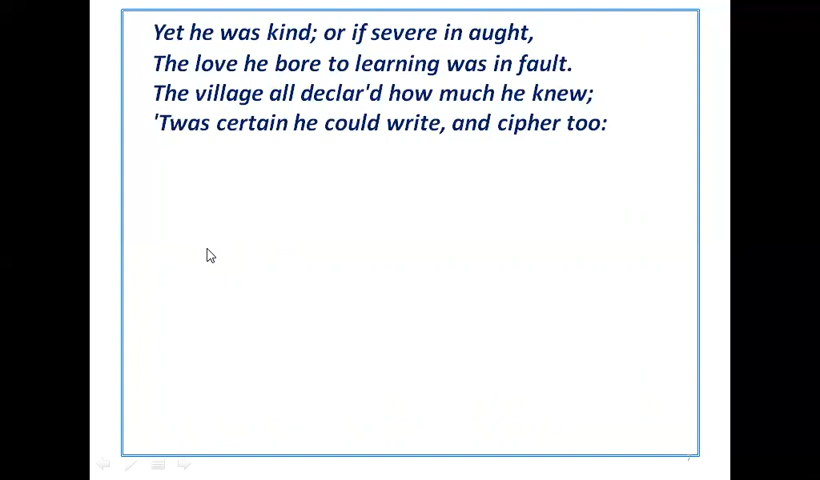 Yet he was kind; or if severe in aught,
The love he bore to learning was in fault.
The village all declar'd how much he knew;
'Twas certain he could write, and cipher too: